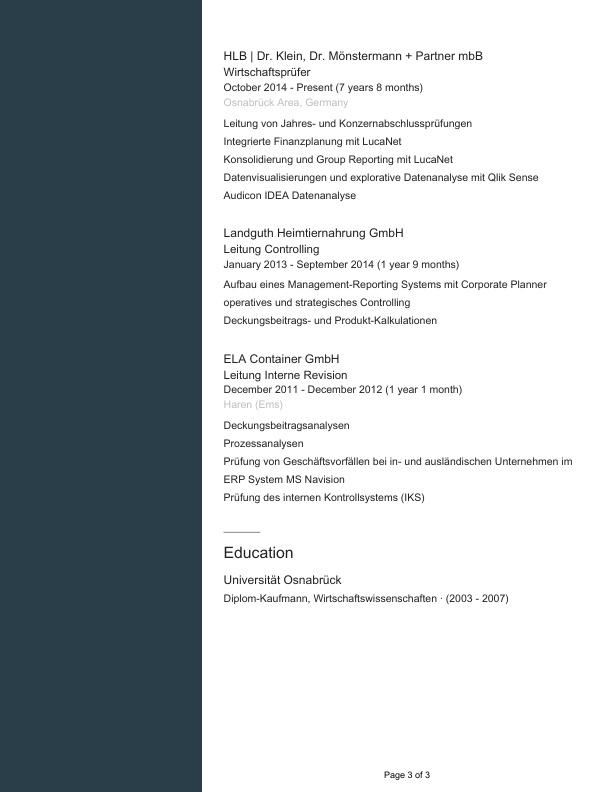 HLB | Dr. Klein, Dr. Mönstermann + Partner mbB
Wirtschaftsprüfer
October 2014 - Present (7 years 8 months)
Osnabrück Area, Germany
Leitung von Jahres- und Konzernabschlussprüfungen
Integrierte Finanzplanung mit LucaNet
Konsolidierung und Group Reporting mit LucaNet
Datenvisualisierungen und explorative Datenanalyse mit Qlik Sense
Audicon IDEA Datenanalyse
Landguth Heimtiernahrung GmbH
Leitung Controlling
January 2013 - September 2014 (1 year 9 months)
Aufbau eines Management-Reporting Systems mit Corporate Planner
operatives und strategisches Controlling
Deckungsbeitrags- und Produkt-Kalkulationen
ELA Container GmbH
Leitung Interne Revision
December 2011 - December 2012 (1 year 1 month)
Haren (Ems)
Deckungsbeitragsanalysen
Prozessanalysen
Prüfung von Geschäftsvorfällen bei in- und ausländischen Unternehmen im
ERP System MS Navision
Prüfung des internen Kontrollsystems (IKS)
Education
Universität Osnabrück
Diplom-Kaufmann, Wirtschaftswissenschaften · (2003 - 2007)
Page 3 of 3